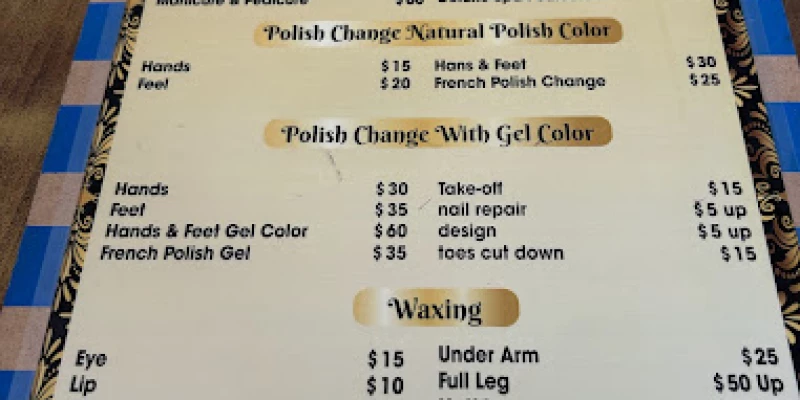 Manicure & Pedicure
Polish Change Natural Polish Color
Hands $15 Hans & Feet $30
Feet $20 French Polish Change $25
Polish Change With Gel Color
Hands $30 Take-off $15
Feet $35 nail repair $5 up
Hands & Feet Gel Color $60 design $5 up
French Polish Gel $35 toes cut down $15
Waxing
Eye $15 Under Arm $25
Lip $10 Full Leg $50 Up